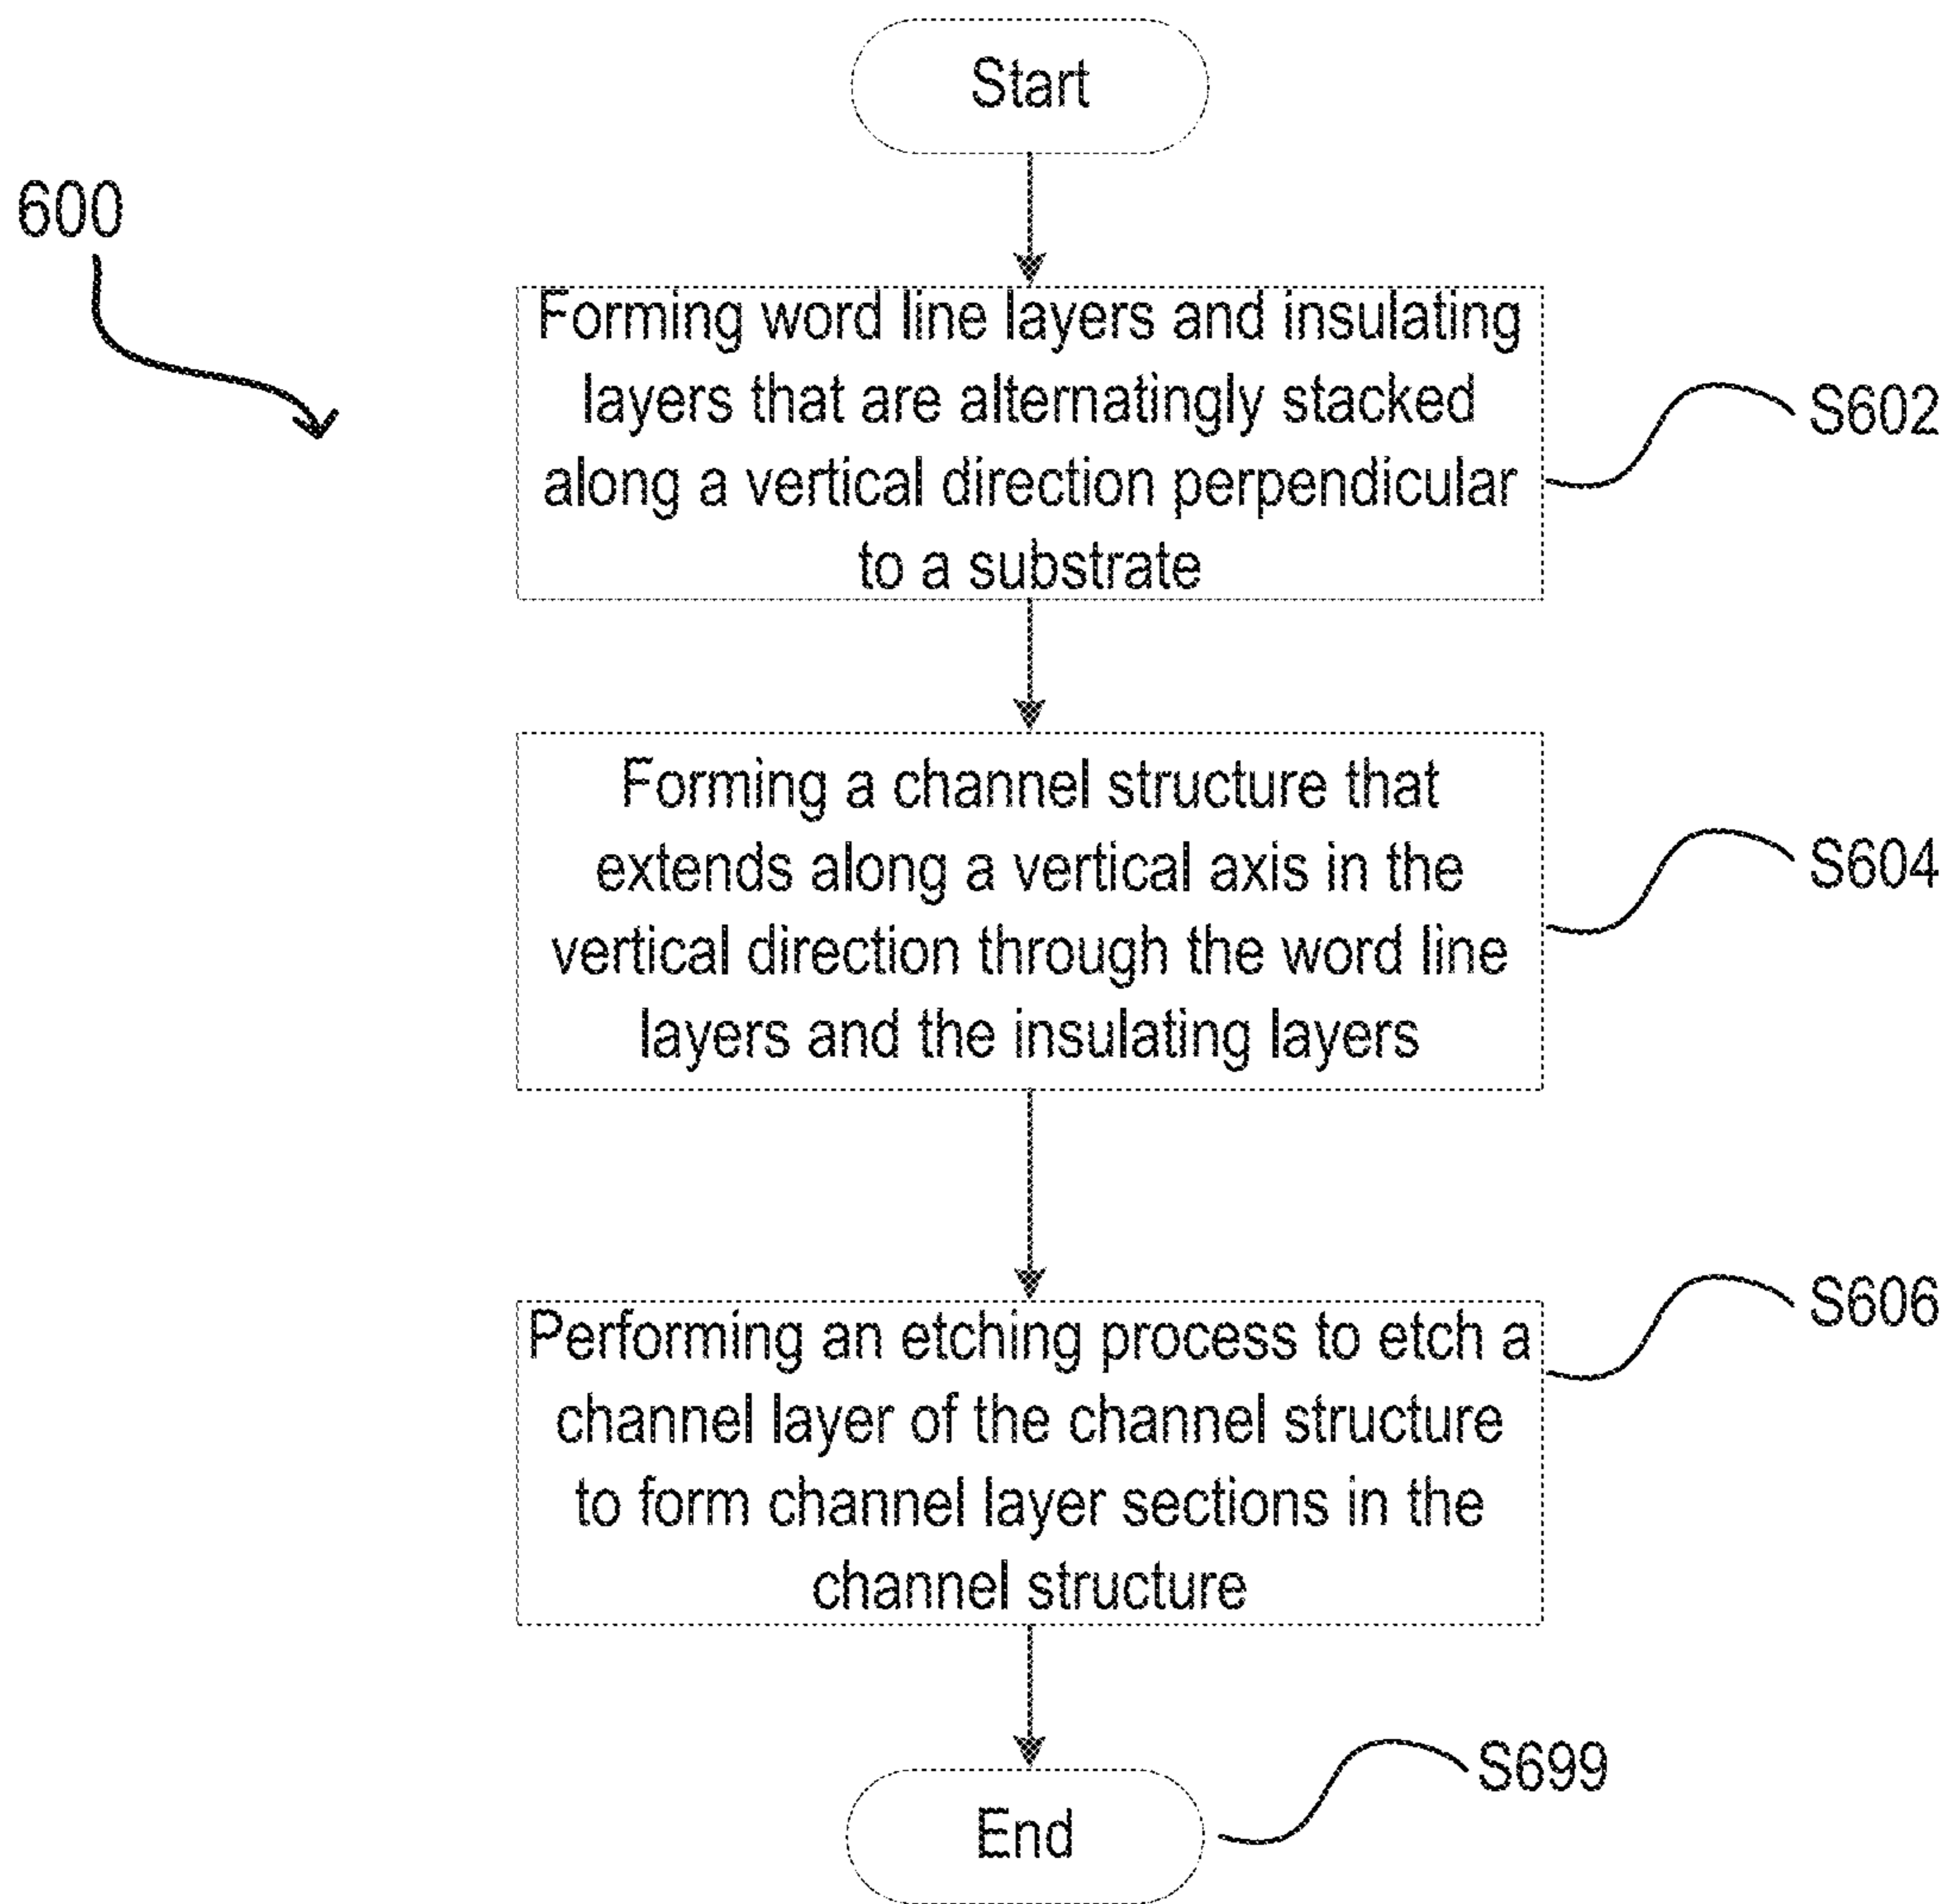 Start
600
Forming word line layers and insulating
layers that are alternatingly stacked
along a vertical direction perpendicular
to a substrate
S602
Forming a channel structure that
extends along a vertical axis in the
vertical direction through the word line
layers and the insulating layers
S604
Performing an etching process to etch a
channel layer of the channel structure
to form channel layer sections in the
channel structure
S606
End
S699